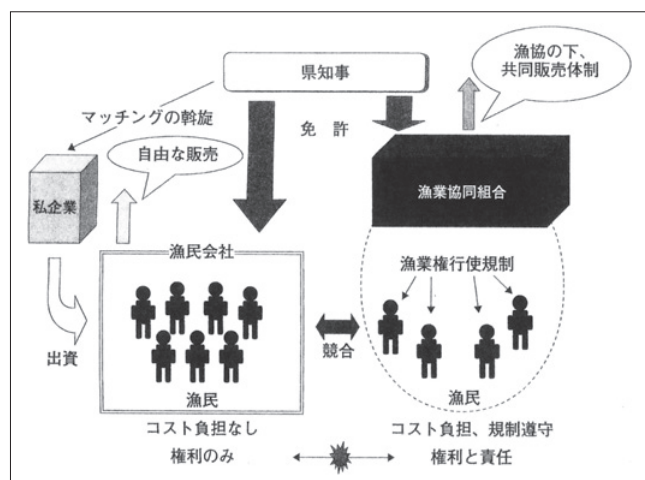 県知事
漁協の下、
共同販売体制
マッチングの斡旋
免 許
自由な販売
私企業
漁業協同組合
漁民会社
漁業権行使規制
出資
競合
漁民
漁民
コスト負担なし
コスト負担、規制遵守
権利のみ
権利と責任